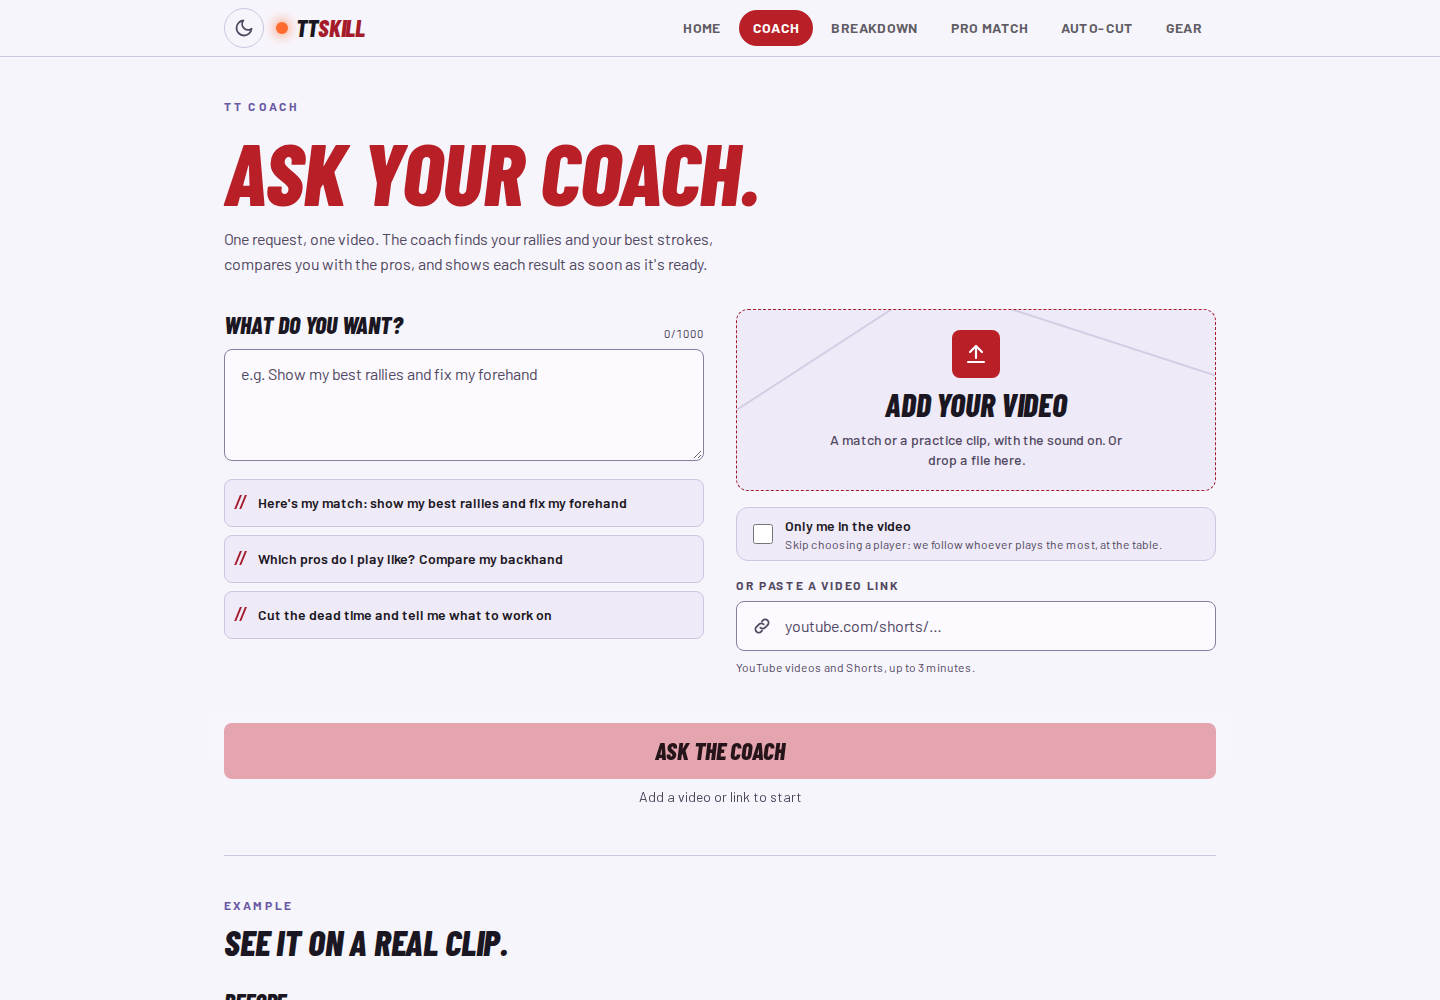 TTSKILL
HOME
COACH
BREAKDOWN
PRO MATCH
AUTO-CUT
GEAR
TT COACH
ASK YOUR COACH.
One request, one video. The coach finds your rallies and your best strokes,
compares you with the pros, and shows each result as soon as it's ready.
WHAT DO YOU WANT?
0/1000
e.g. Show my best rallies and fix my forehand
// Here's my match: show my best rallies and fix my forehand
// Which pros do I play like? Compare my backhand
// Cut the dead time and tell me what to work on
ADD YOUR VIDEO
A match or a practice clip, with the sound on. Or
drop a file here.
Only me in the video
Skip choosing a player: we follow whoever plays the most, at the table.
OR PASTE A VIDEO LINK
youtube.com/shorts/...
YouTube videos and Shorts, up to 3 minutes.
ASK THE COACH
Add a video or link to start
EXAMPLE
SEE IT ON A REAL CLIP.
BEFORE